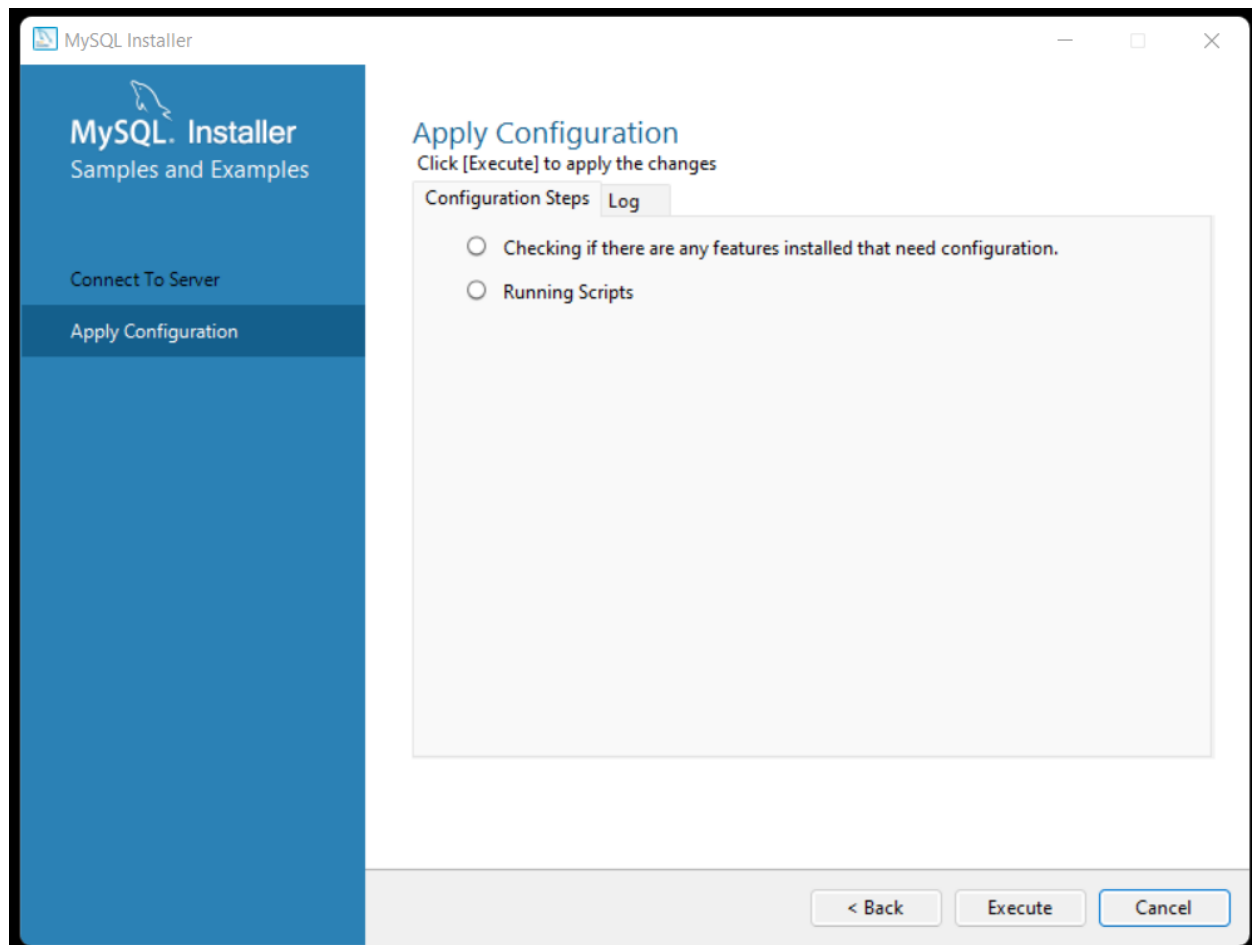 MySQL Installer
MySQL. Installer
Samples and Examples
Connect To Server
Apply Configuration
Apply Configuration
Click [Execute] to apply the changes
Configuration Steps
Log
Checking if there are any features installed that need configuration.
Running Scripts
< Back
Execute
Cancel